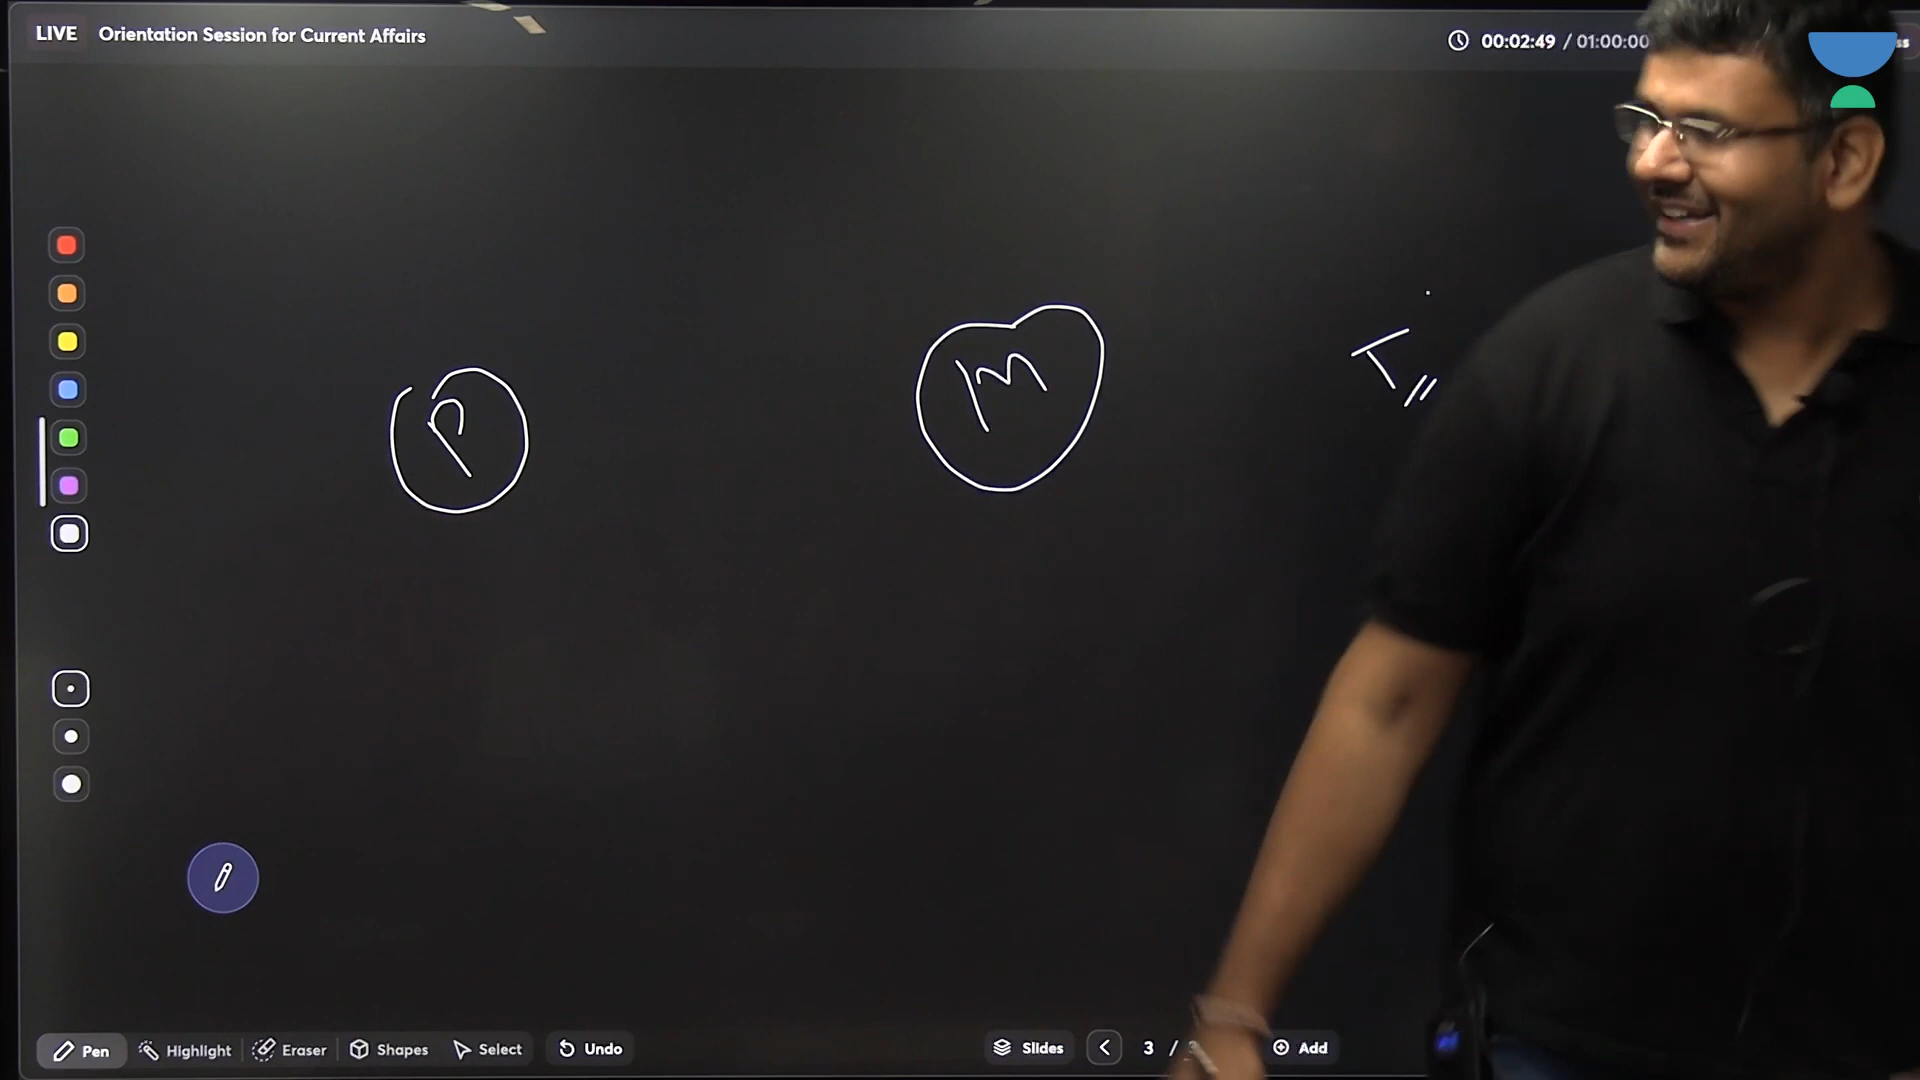 LIVE Orientation Session for Current Affairs 00:02:49 / 01:00:00
P M I
Pen Highlight Eraser Shapes Select Undo Slides 3 / Add